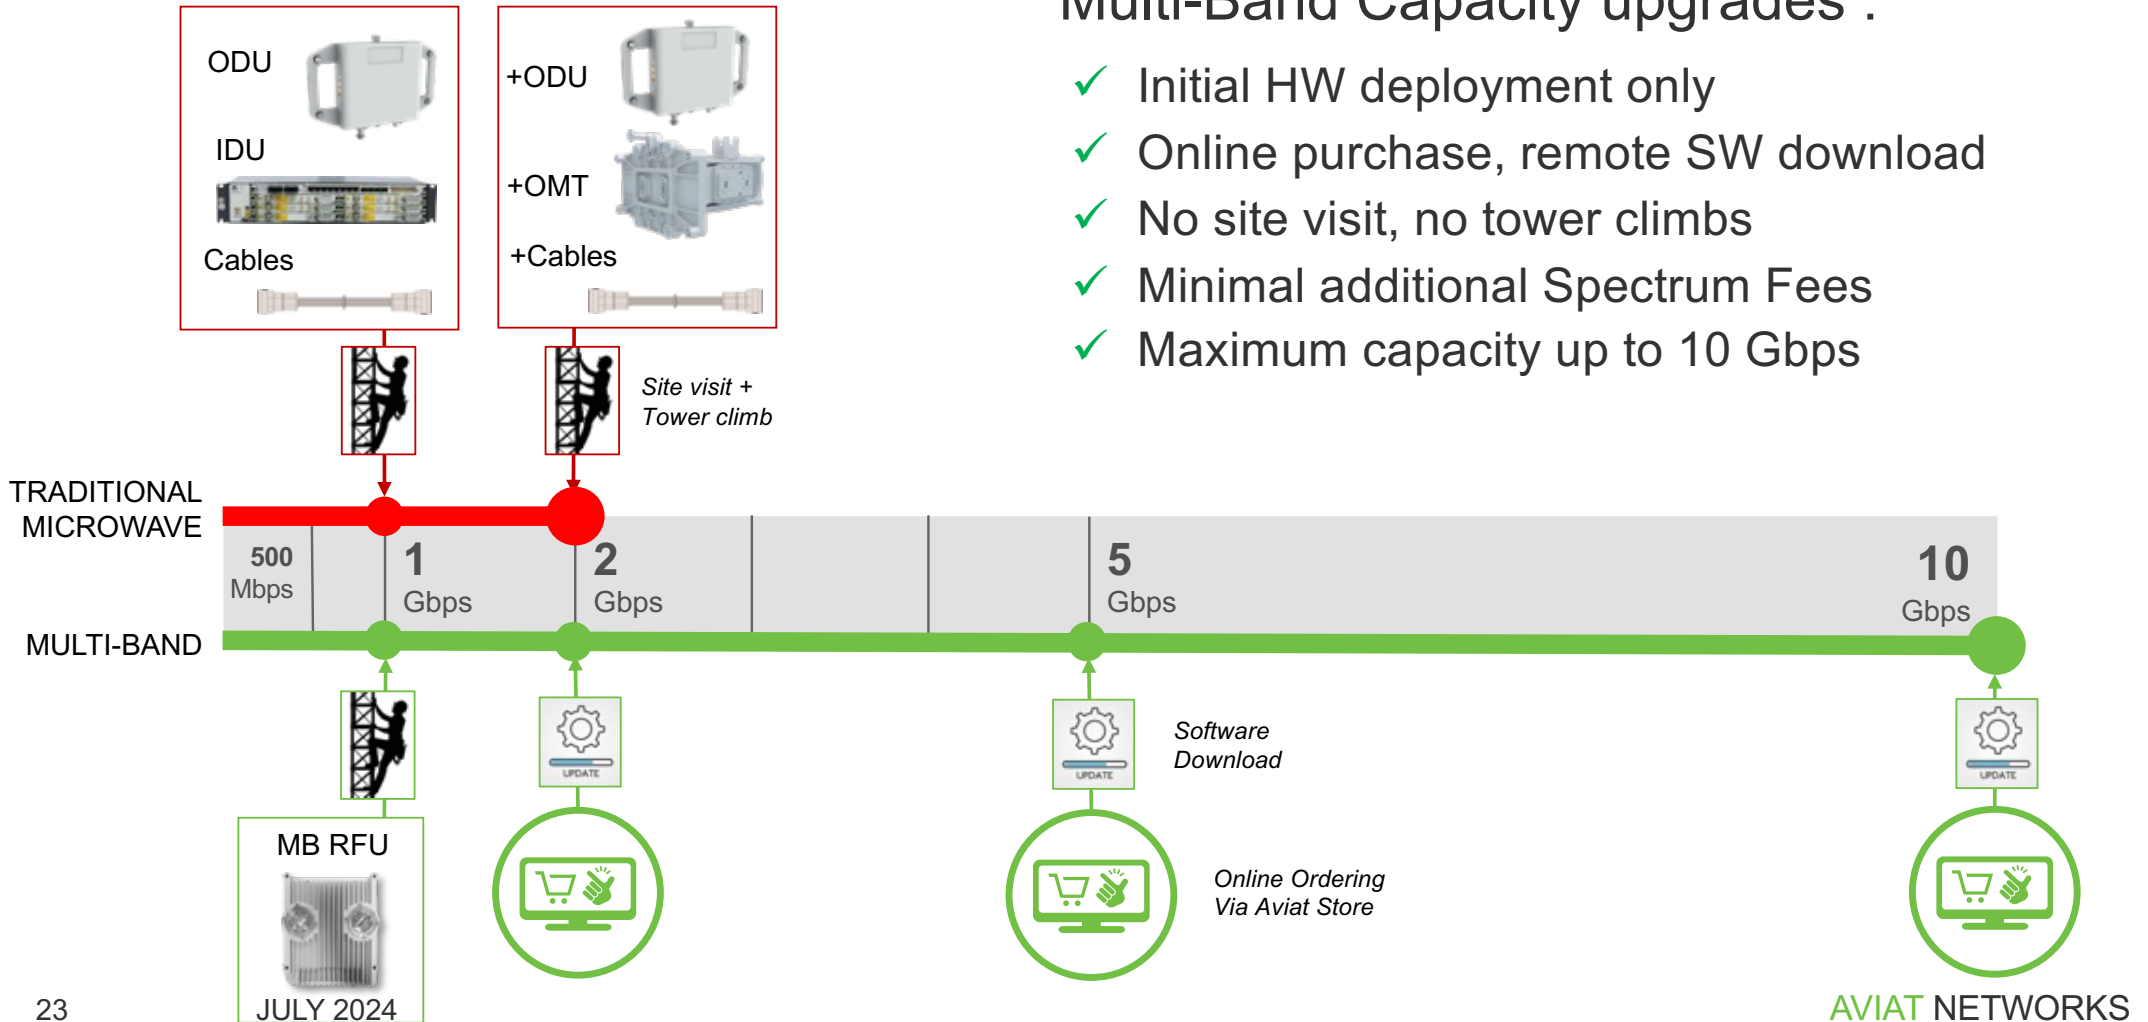 Multi-Band Capacity upgrades :
✓ Initial HW deployment only
✓ Online purchase, remote SW download
✓ No site visit, no tower climbs
✓ Minimal additional Spectrum Fees
✓ Maximum capacity up to 10 Gbps
ODU
IDU
Cables
+ODU
+OMT
+Cables
Site visit +
Tower climb
TRADITIONAL
MICROWAVE
500
Mbps
1
Gbps
2
Gbps
5
Gbps
10
Gbps
MULTI-BAND
UPDATE
UPDATE
Software
Download
UPDATE
MB RFU
Online Ordering
Via Aviat Store
23
JULY 2024
AVIAT NETWORKS